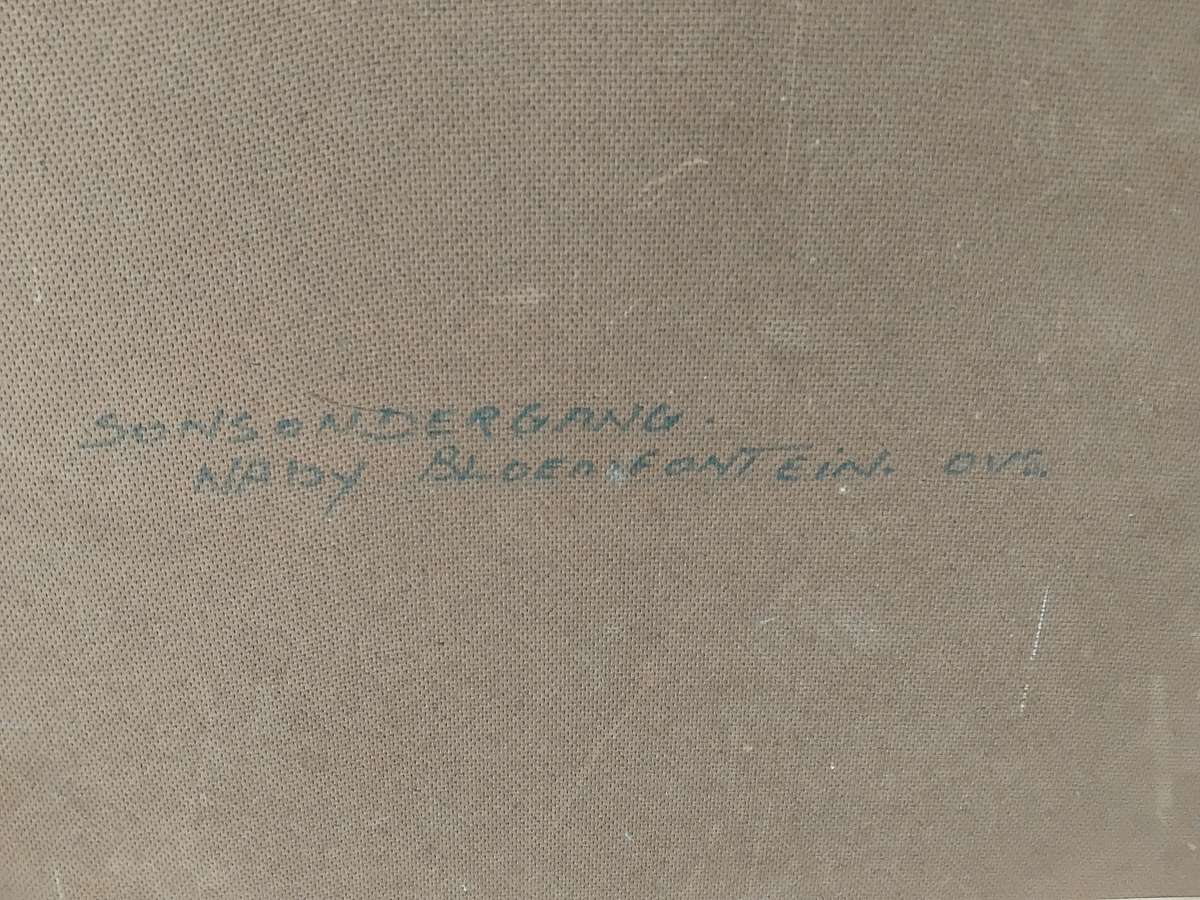 SONSONDERGANG.
NABY BLOEMFONTEIN. OVS.